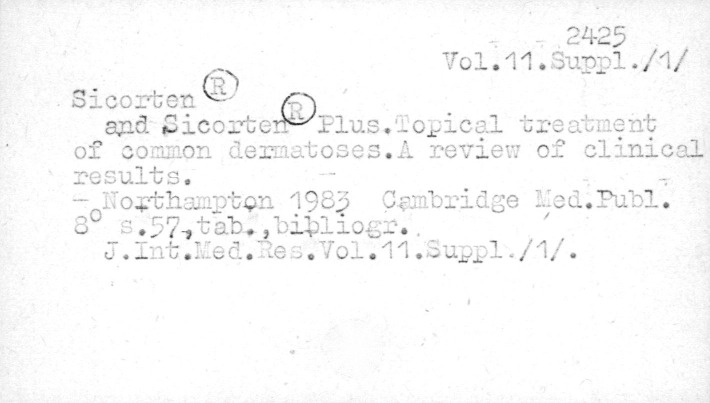 2425
Vol.11.Suppl./1/
Sicorten ®
and Sicorten ® Plus.Topical treatment
of common dermatoses.A review of clinical
results.
- Northampton 1983 Cambridge Med.Publ.
8° s.57,tab.,bibliogr.
J.Int.Med.Res.Vol.11.Suppl./1/.